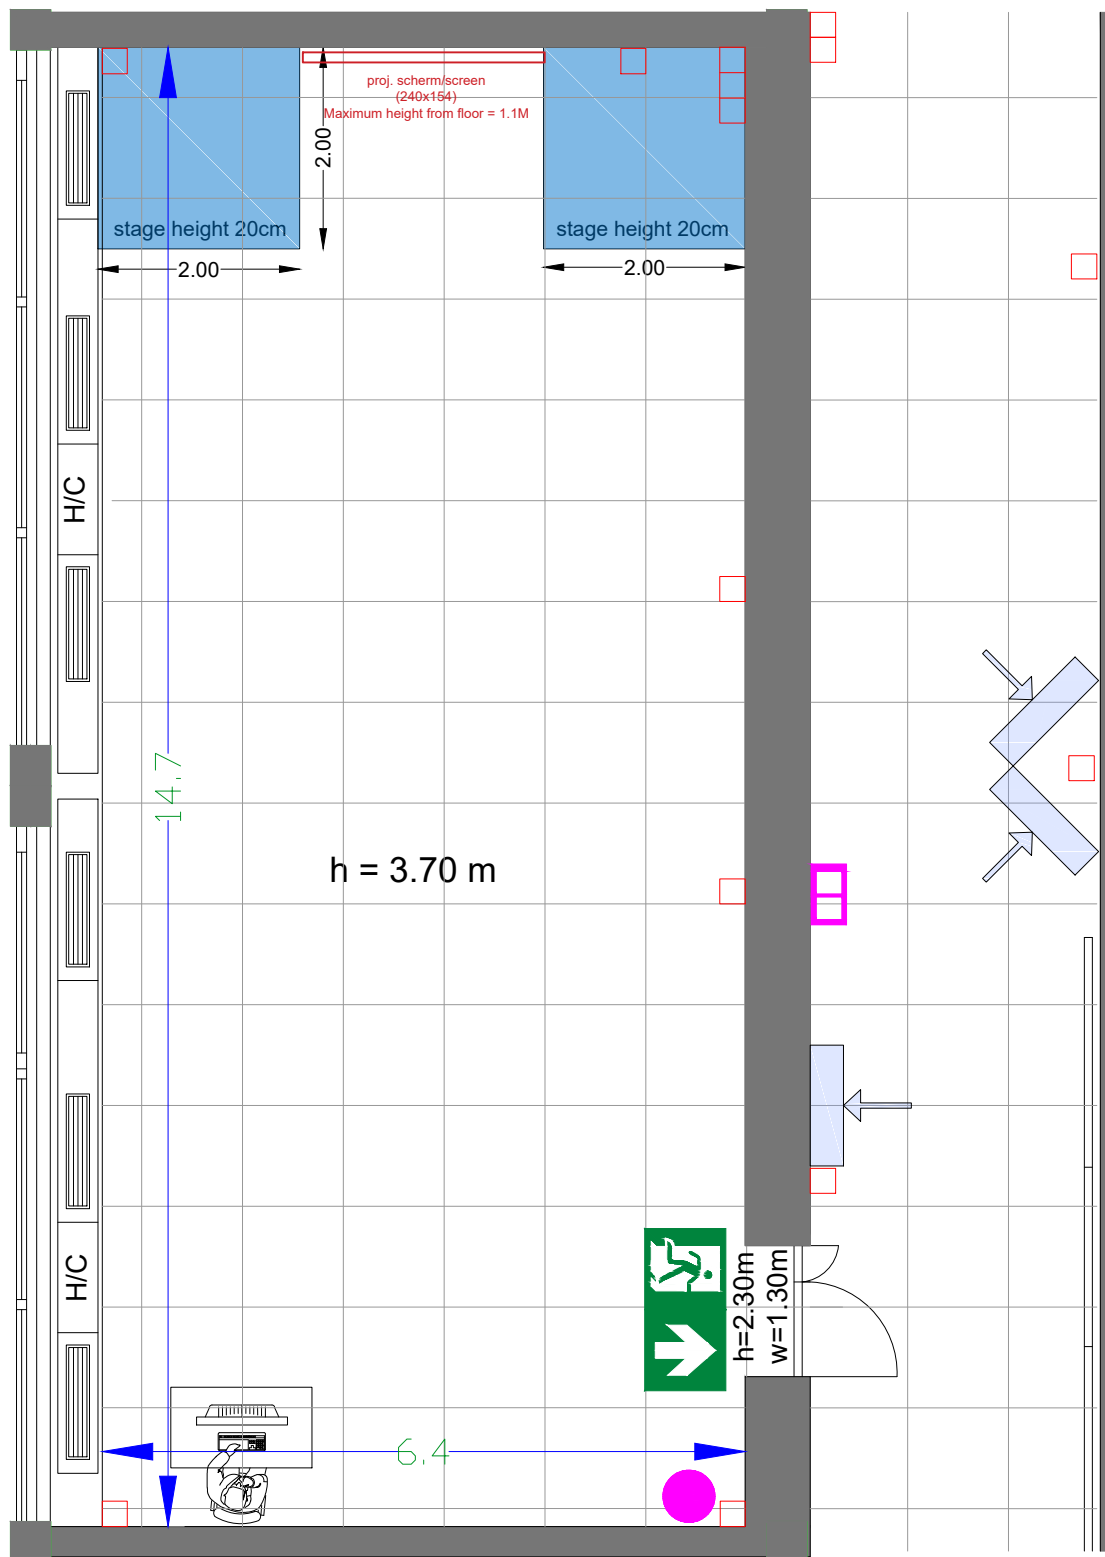 proj. scherm/screen
(240x154)
Maximum height from floor = 1.1M
2.00
stage height 20cm
stage height 20cm
2.00
2.00
H/C
14,7
h = 3.70 m
H/C
h=2.30m
w=1.30m
6,4